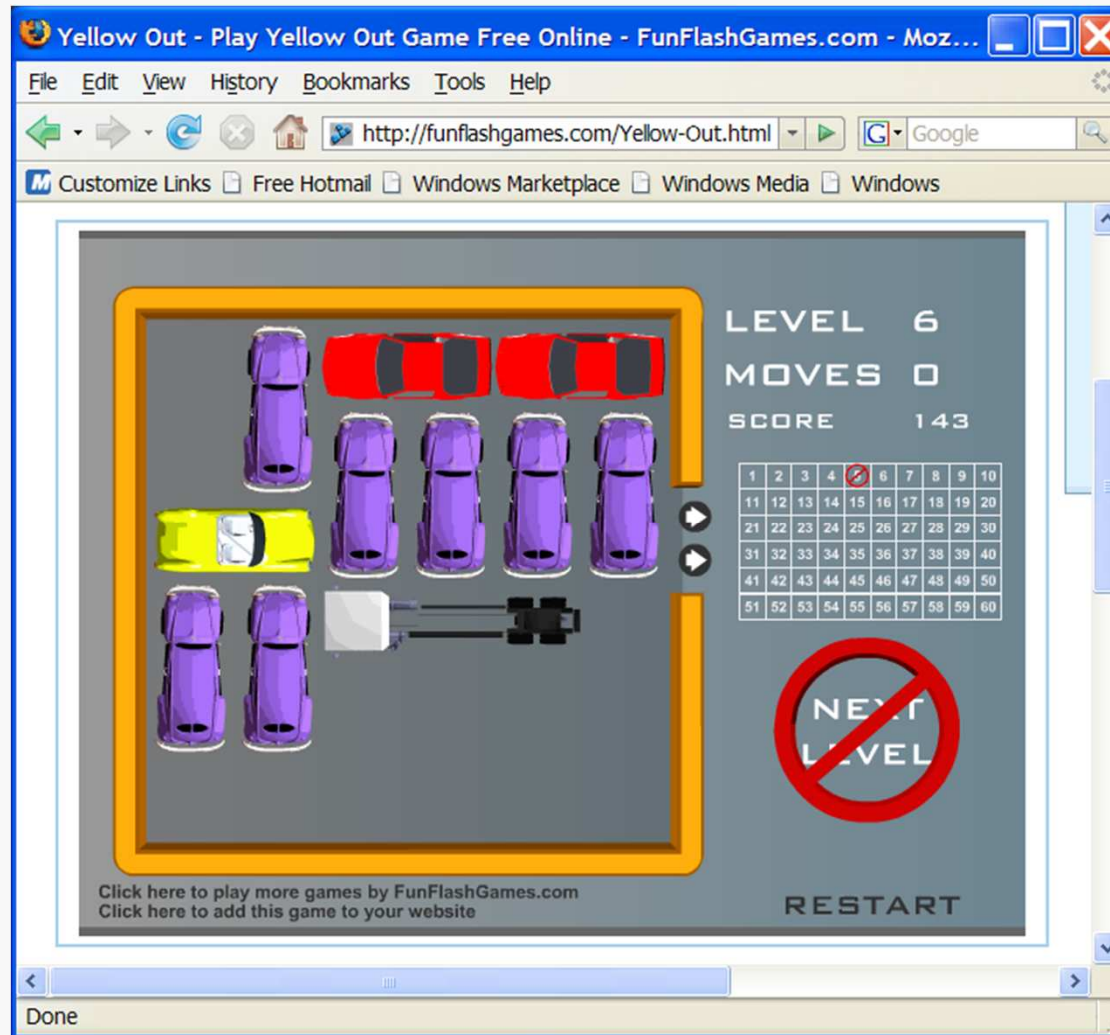 Yellow Out - Play Yellow Out Game Free Online - FunFlashGames.com - Moz...
File Edit View History Bookmarks Tools Help
http://funflashgames.com/Yellow-Out.html G Google
M Customize Links Free Hotmail Windows Marketplace Windows Media Windows
LEVEL 6
MOVES 0
SCORE 143
1 2 3 4 5 6 7 8 9 10
11 12 13 14 15 16 17 18 19 20
21 22 23 24 25 26 27 28 29 30
31 32 33 34 35 36 37 38 39 40
41 42 43 44 45 46 47 48 49 50
51 52 53 54 55 56 57 58 59 60
NEXT
LEVEL
Click here to play more games by FunFlashGames.com
Click here to add this game to your website
RESTART
Done